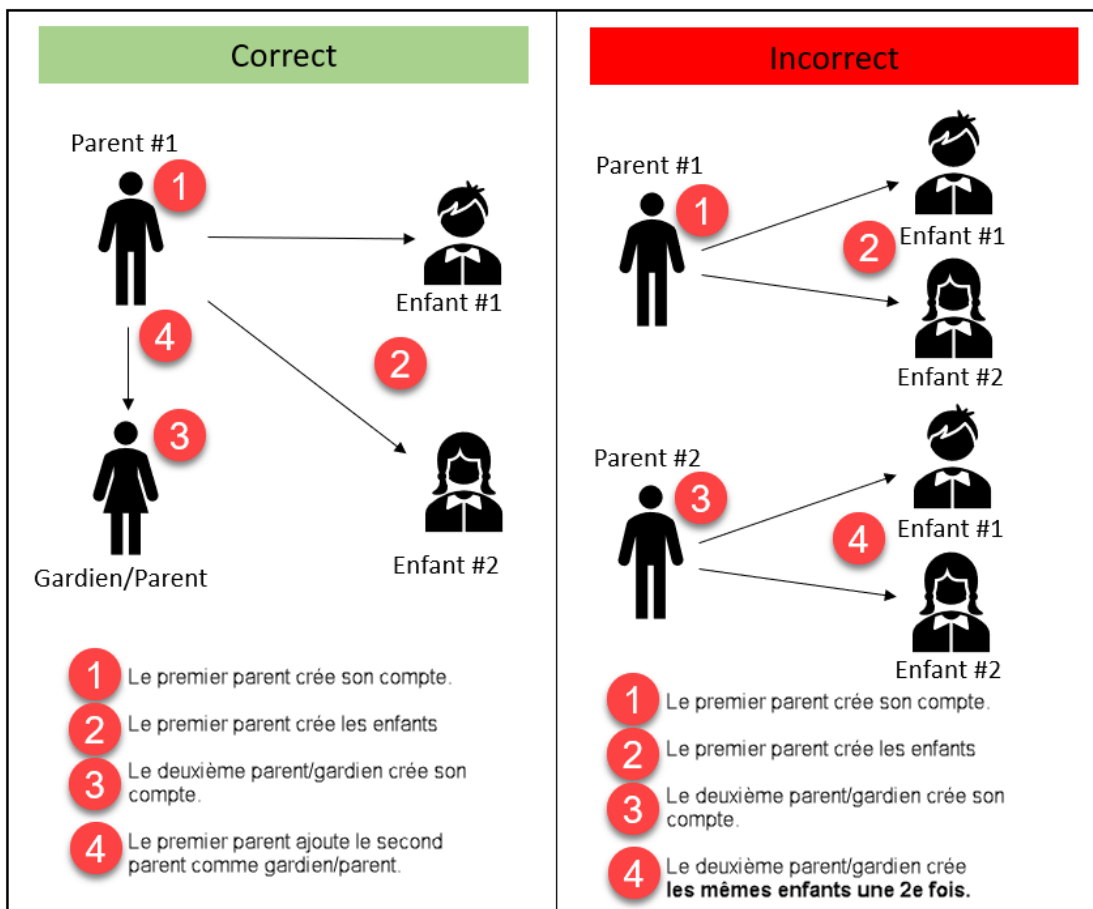 Correct
Parent #1
1
Enfant #1
4
2
3
Gardien/Parent
Enfant #2
1 Le premier parent crée son compte.
2 Le premier parent crée les enfants
3 Le deuxième parent/gardien crée son
compte.
4 Le premier parent ajoute le second
parent comme gardien/parent.
Incorrect
Parent #1
1
2
Enfant #1
Enfant #2
Parent #2
3
4
Enfant #1
Enfant #2
1 Le premier parent crée son compte.
2 Le premier parent crée les enfants
3 Le deuxième parent/gardien crée son
compte.
4 Le deuxième parent/gardien crée
les mêmes enfants une 2e fois.